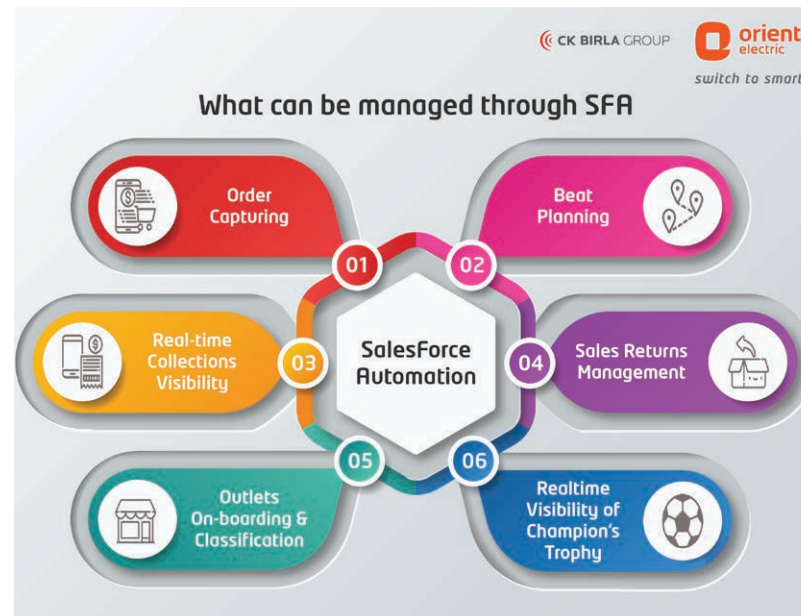 CK BIRLA GROUP
orient
electric
switch to smart
What can be managed through SFA
Order
Capturing
01
Beat
Planning
02
Real-time
Collections
Visibility
03
SalesForce
Automation
04
Sales Returns
Management
Outlets
On-boarding &
Classification
05
06
Realtime
Visibility of
Champion's
Trophy